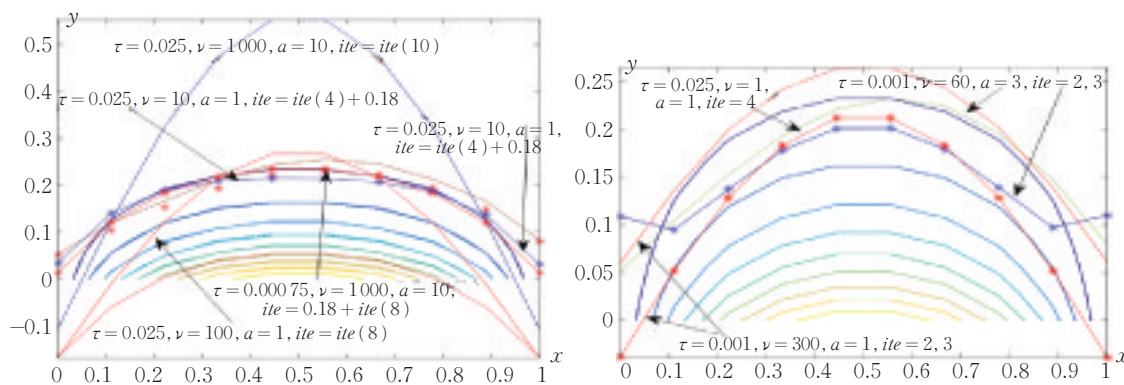 y
0.5
0.4
0.3
0.2
0.1
0
−0.1
τ=0.025, ν=1000, a=10, ite=ite(10)
τ=0.025, ν=10, a=1, ite=ite(4)+0.18
τ=0.025, ν=10, a=1,
ite=ite(4)+0.18
τ=0.00075, ν=1000, a=10,
ite=0.18+ite(8)
τ=0.025, ν=100, a=1, ite=ite(8)
x
0 0.1 0.2 0.3 0.4 0.5 0.6 0.7 0.8 0.9 1
y
0.25
0.2
0.15
0.1
0.05
0
τ=0.025, ν=1,
a=1, ite=4
τ=0.001, ν=60, a=3, ite=2,3
τ=0.001, ν=300, a=1, ite=2,3
x
0 0.1 0.2 0.3 0.4 0.5 0.6 0.7 0.8 0.9 1